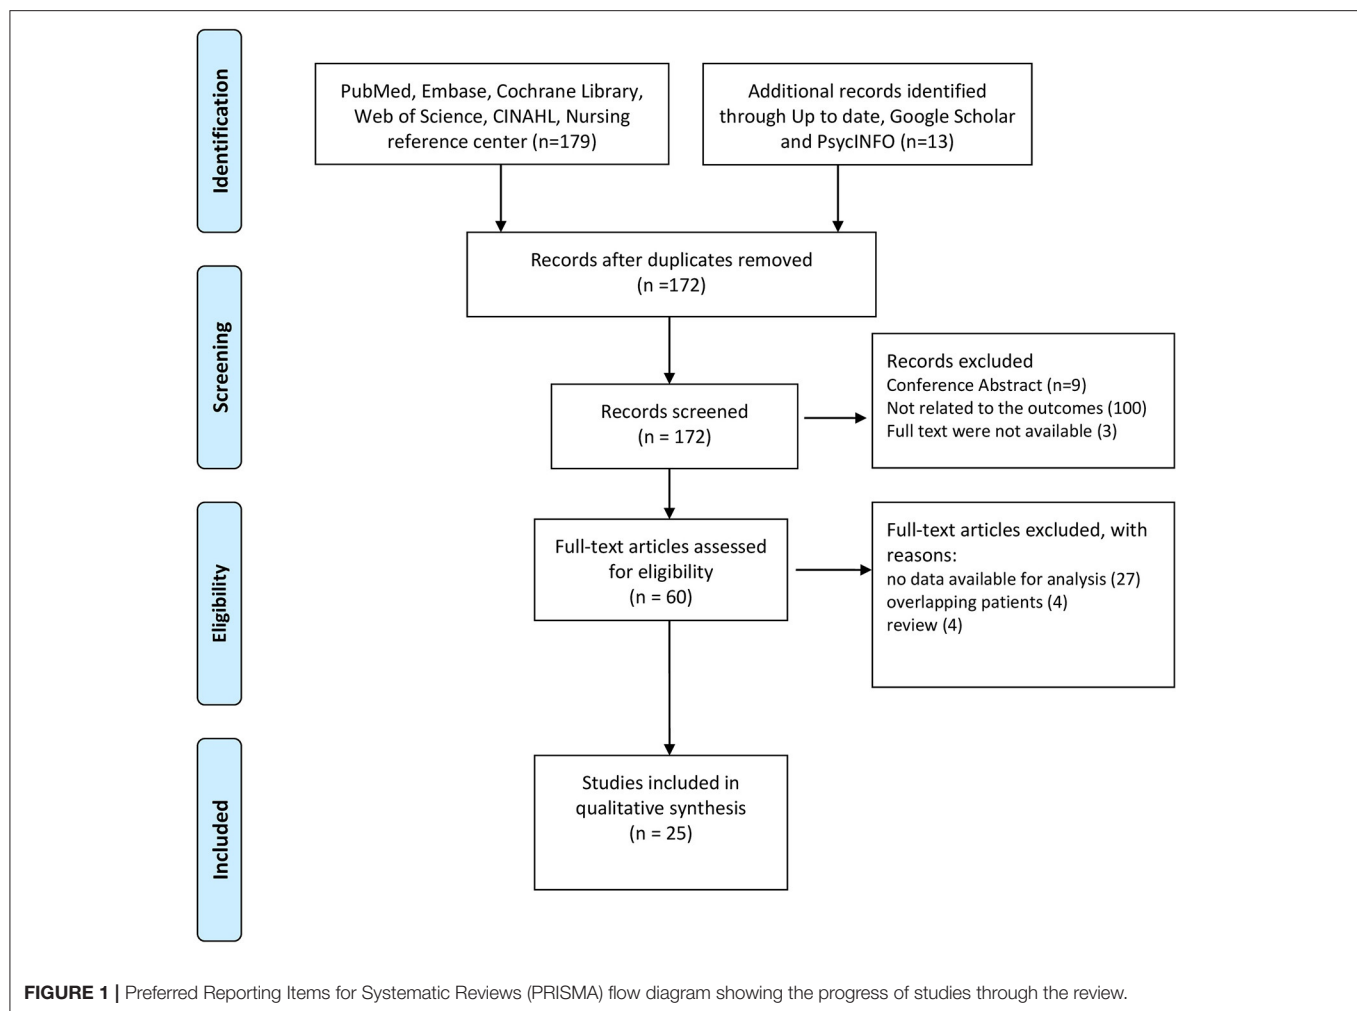 Identification
PubMed, Embase, Cochrane Library,
Web of Science, CINAHL, Nursing
reference center (n=179)
Additional records identified
through Up to date, Google Scholar
and PsycINFO (n=13)
Records after duplicates removed
(n =172)
Screening
Records screened
(n = 172)
Records excluded
Conference Abstract (n=9)
Not related to the outcomes (100)
Full text were not available (3)
Eligibility
Full-text articles assessed
for eligibility
(n = 60)
Full-text articles excluded, with
reasons:
no data available for analysis (27)
overlapping patients (4)
review (4)
Included
Studies included in
qualitative synthesis
(n = 25)
FIGURE 1 | Preferred Reporting Items for Systematic Reviews (PRISMA) flow diagram showing the progress of studies through the review.